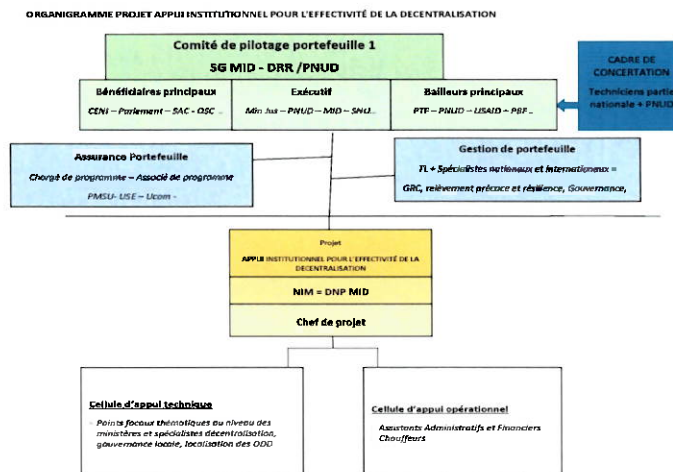 ORGANIGRAMME PROJET APPUI INSTITUTIONNEL POUR L'EFFECTIVITE DE LA DECENTRALISATION
Comité de pilotage portefeuille 1
SG MID - DRR /PNUD
Bénéficiaires principaux
CENI – Parlement – SAC - OSC ...
Exécutif
Min Jus – PNUD – MID – SNU...
Bailleurs principaux
PTF – PNUD – USAID – PBF ..
CADRE DE
CONCERTATION
Techniciens partie
nationale + PNUD
Assurance Portefeuille
Chargé de programme – Associé de programme
PMSU- USE – Ucom -
Gestion de portefeuille
TL + Spécialistes nationaux et internationaux =
GRC, relèvement précoce et résilience, Gouvernance,
Projet
APPUI INSTITUTIONNEL POUR L'EFFECTIVITE DE LA
DECENTRALISATION
NIM = DNP MID
Chef de projet
Cellule d'appui technique
- Points focaux thématiques au niveau des
ministères et spécialistes décentralisation,
gouvernance locale, localisation des ODD
Cellule d'appui opérationnel
Assistants Administratifs et Financiers
Chauffeurs